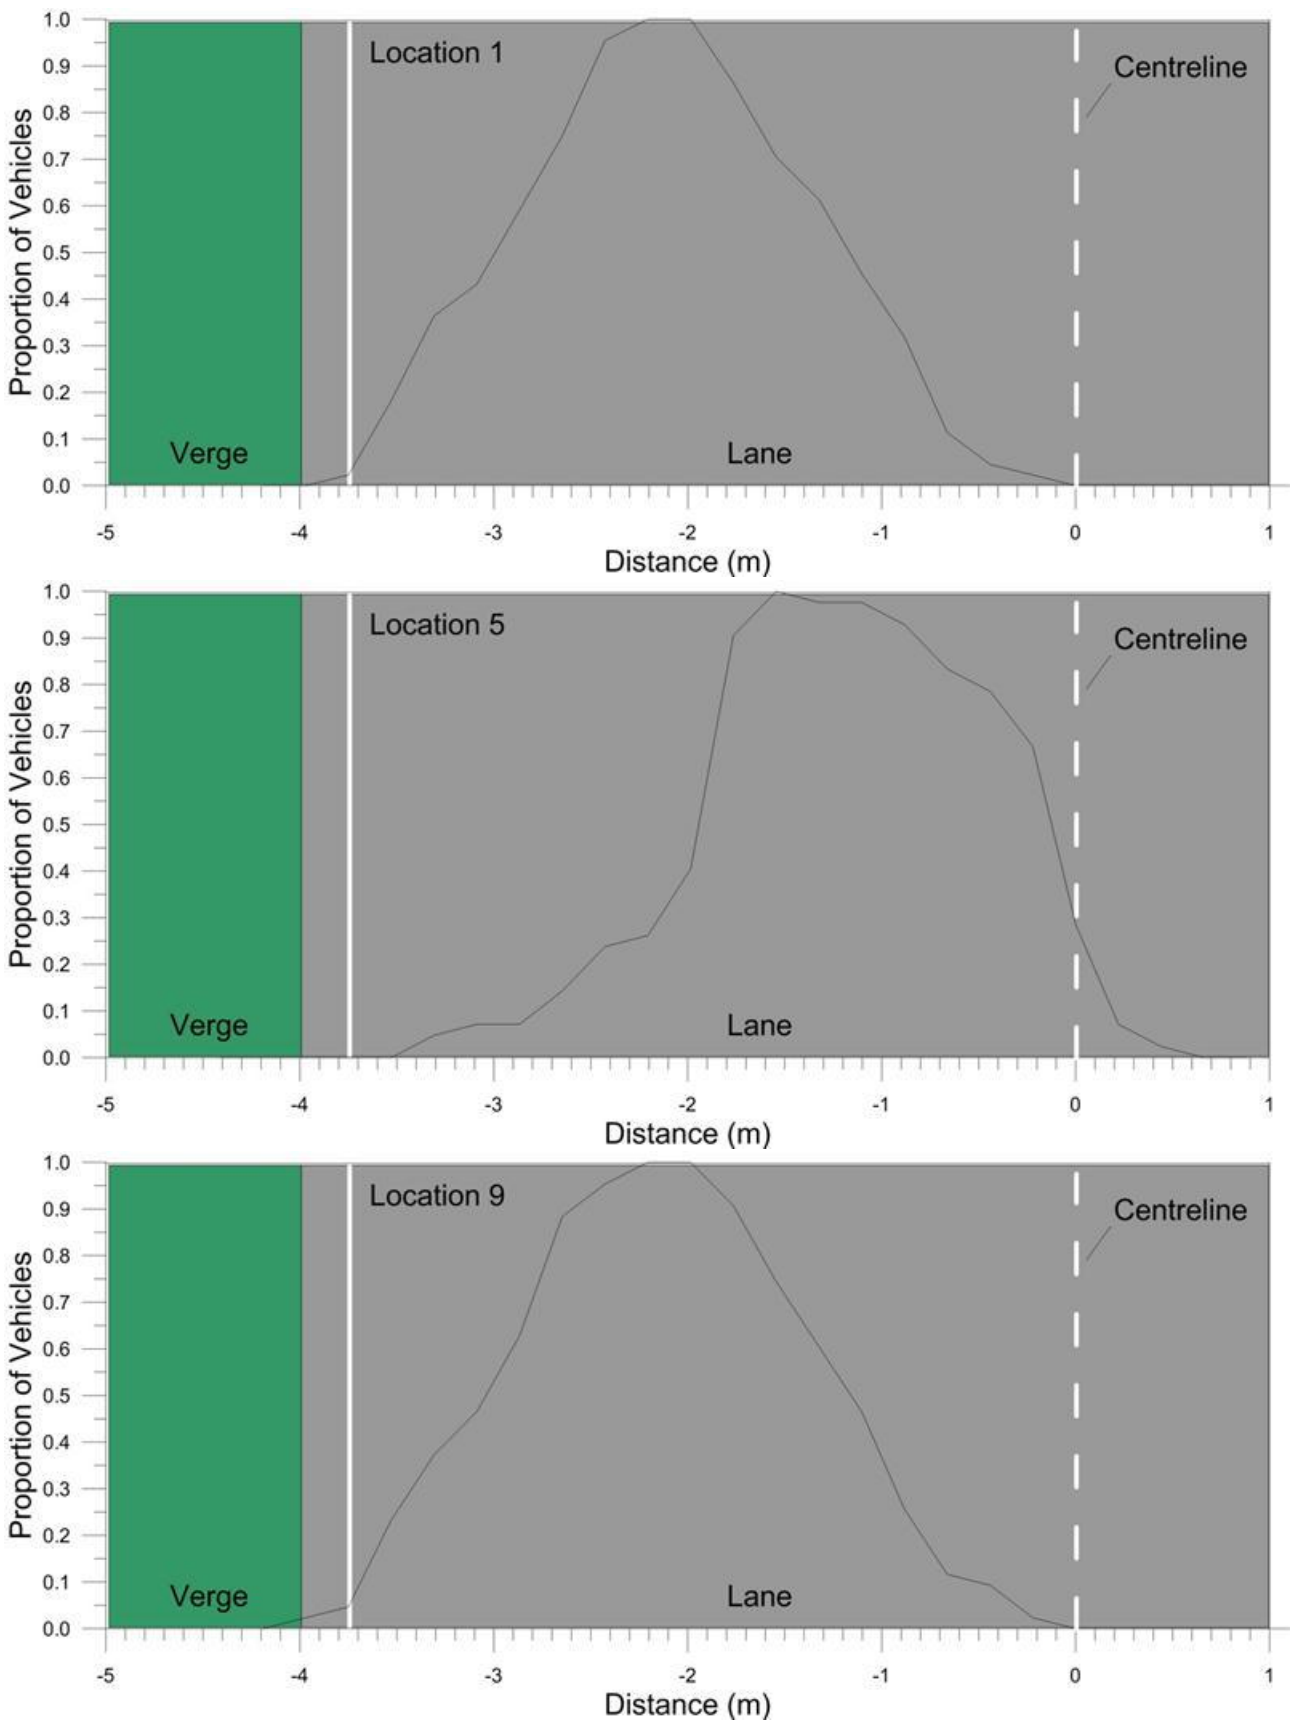 1.0
0.9
0.8
0.7
0.6
0.5
0.4
0.3
0.2
0.1
0.0
Proportion of Vehicles
Location 1
Centreline
Verge
Lane
-5 -4 -3 -2 -1 0 1
Distance (m)
1.0
0.9
0.8
0.7
0.6
0.5
0.4
0.3
0.2
0.1
0.0
Proportion of Vehicles
Location 5
Centreline
Verge
Lane
-5 -4 -3 -2 -1 0 1
Distance (m)
1.0
0.9
0.8
0.7
0.6
0.5
0.4
0.3
0.2
0.1
0.0
Proportion of Vehicles
Location 9
Centreline
Verge
Lane
-5 -4 -3 -2 -1 0 1
Distance (m)